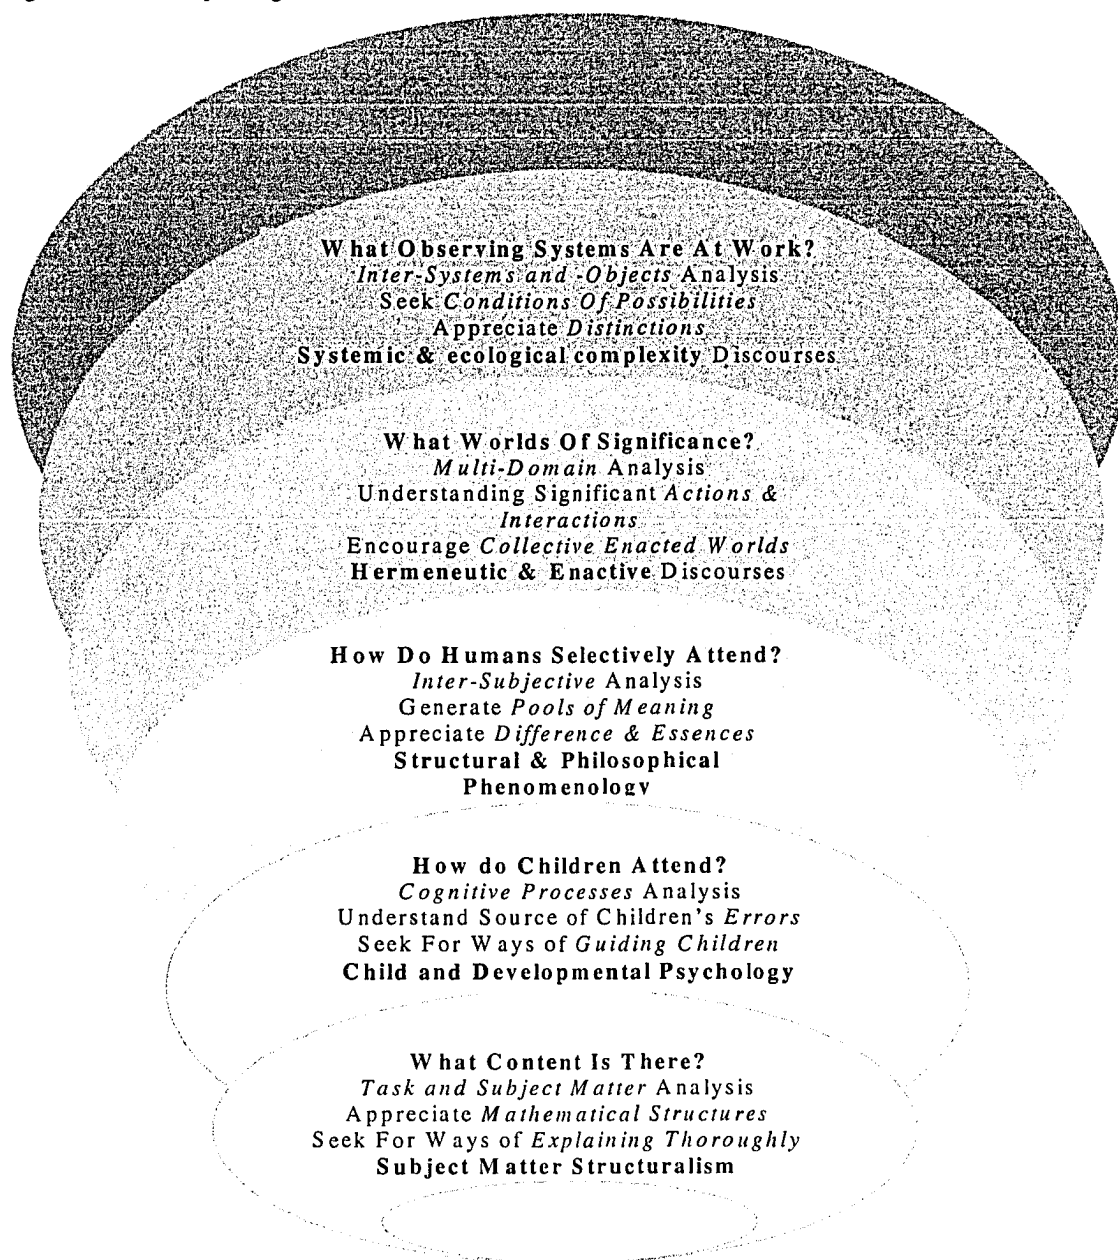 What Observing Systems Are At Work?
Inter-Systems and -Objects Analysis
Seek Conditions Of Possibilities
Appreciate Distinctions
Systemic & ecological complexity Discourses
What Worlds Of Significance?
Multi-Domain Analysis
Understanding Significant Actions &
Interactions
Encourage Collective Enacted Worlds
Hermeneutic & Enactive Discourses
How Do Humans Selectively Attend?
Inter-Subjective Analysis
Generate Pools of Meaning
Appreciate Difference & Essences
Structural & Philosophical
Phenomenology
How do Children Attend?
Cognitive Processes Analysis
Understand Source of Children's Errors
Seek For Ways of Guiding Children
Child and Developmental Psychology
What Content Is There?
Task and Subject Matter Analysis
Appreciate Mathematical Structures
Seek For Ways of Explaining Thoroughly
Subject Matter Structuralism